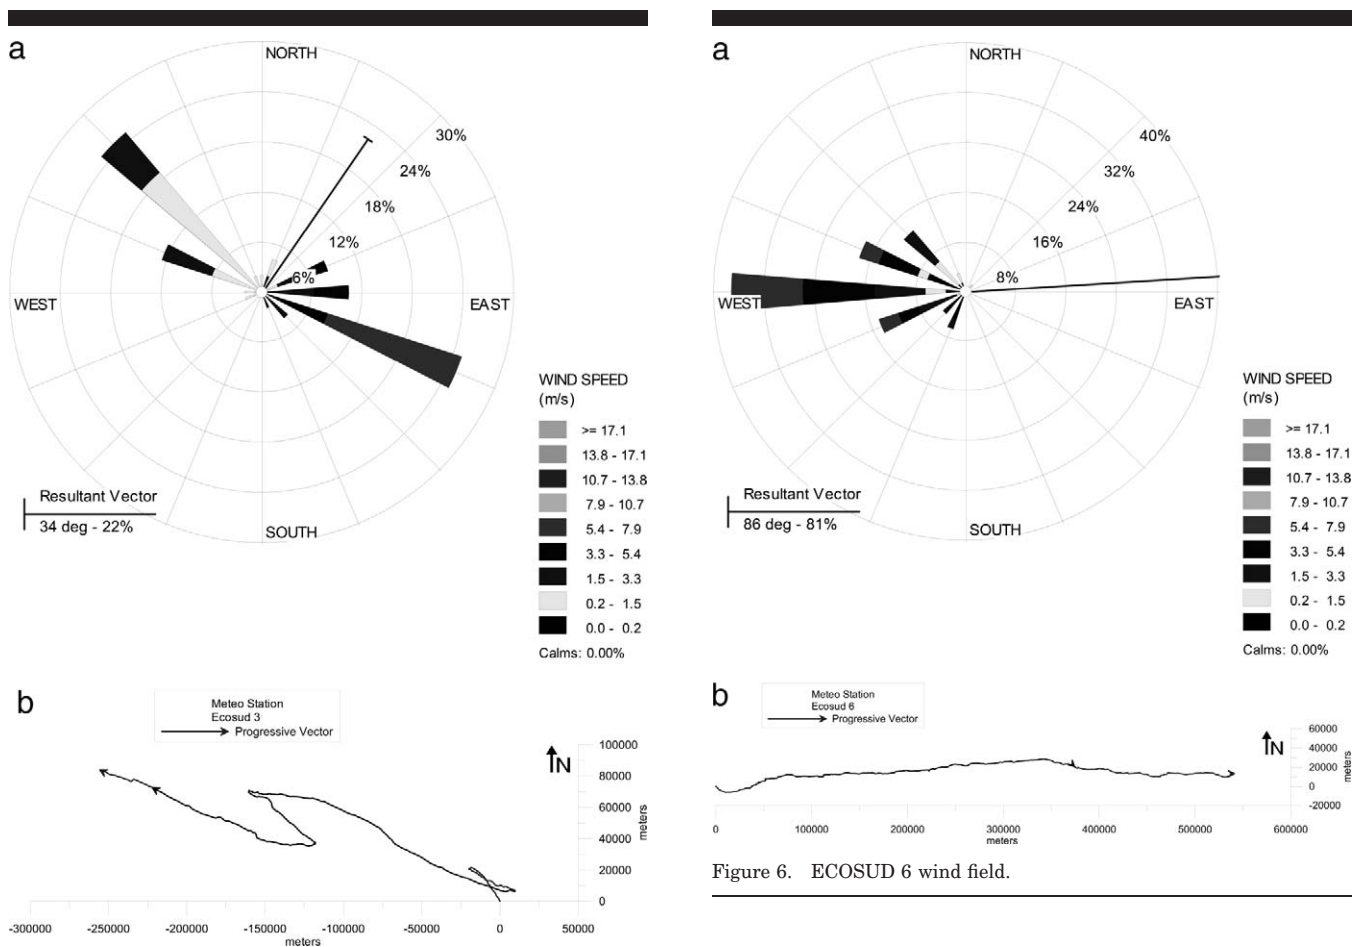 a
NORTH
30%
24%
18%
12%
6%
WEST
EAST
SOUTH
Resultant Vector
34 deg - 22%
WIND SPEED
(m/s)
>= 17.1
13.8 - 17.1
10.7 - 13.8
7.9 - 10.7
5.4 - 7.9
3.3 - 5.4
1.5 - 3.3
0.2 - 1.5
0.0 - 0.2
Calms: 0.00%
b
Meteo Station
Ecosud 3
Progressive Vector
N
100000
80000
60000
40000
20000
0
meters
-300000 -250000 -200000 -150000 -100000 -50000 0 50000
meters
a
NORTH
40%
32%
24%
16%
8%
WEST
EAST
SOUTH
Resultant Vector
86 deg - 81%
WIND SPEED
(m/s)
>= 17.1
13.8 - 17.1
10.7 - 13.8
7.9 - 10.7
5.4 - 7.9
3.3 - 5.4
1.5 - 3.3
0.2 - 1.5
0.0 - 0.2
Calms: 0.00%
b
Meteo Station
Ecosud 6
Progressive Vector
N
60000
40000
20000
0
-20000
meters
0 100000 200000 300000 400000 500000 600000
meters
Figure 6. ECOSUD 6 wind field.